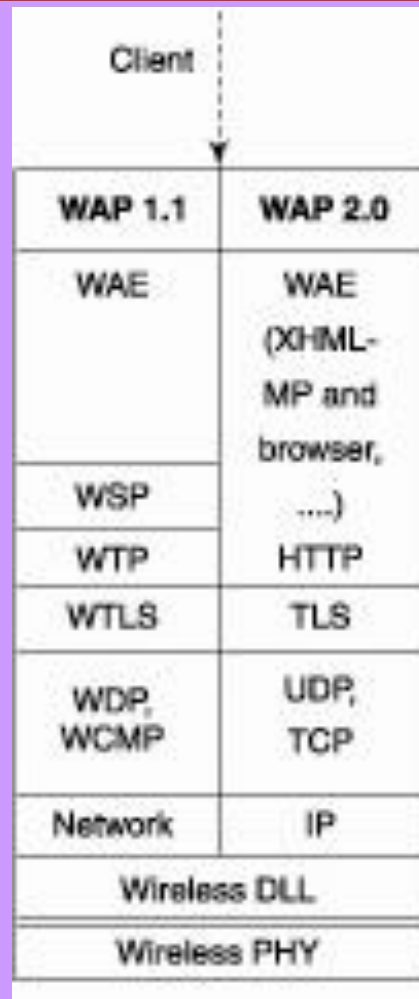 Client
WAP 1.1 WAP 2.0
WAE WAE
(XHML-
MP and
browser,
WSP ....)
WTP HTTP
WTLS TLS
WDP, UDP,
WCMP TCP
Network IP
Wireless DLL
Wireless PHY